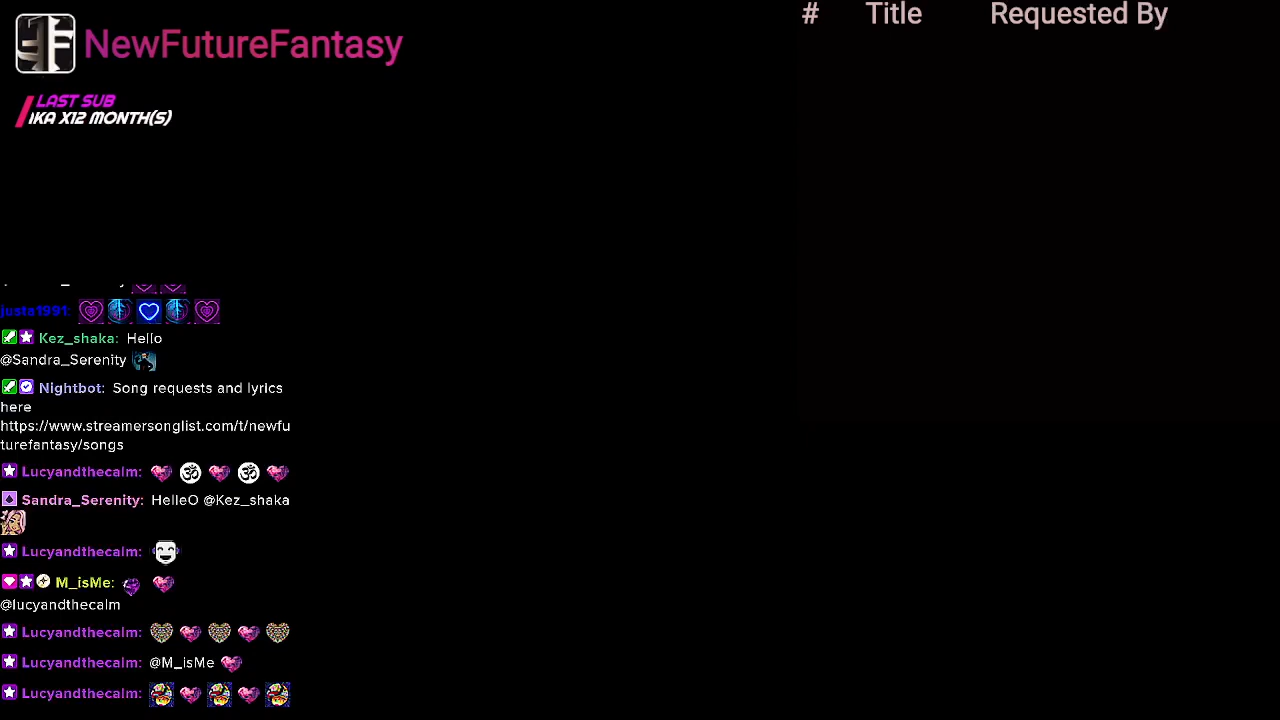 # Title Requested By
NewFutureFantasy
LAST SUB
IKA X12 MONTH(S)
justa1991:
Kez_shaka: Hello
@Sandra_Serenity
Nightbot: Song requests and lyrics
here
https://www.streamersonglist.com/t/newfu
turefantasy/songs
Lucyandthecalm:
Sandra_Serenity: HelleO @Kez_shaka
Lucyandthecalm:
M_isMe:
@lucyandthecalm
Lucyandthecalm:
Lucyandthecalm: @M_isMe
Lucyandthecalm: